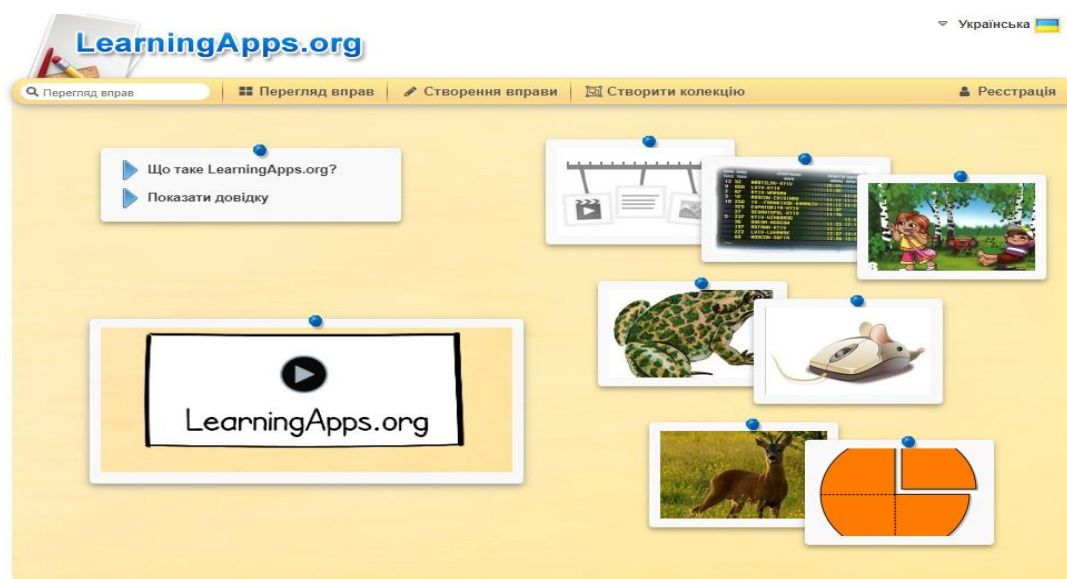 LearningApps.org
Українська
Перегляд вправ
Перегляд вправ
Створення вправи
Створити колекцію
Реєстрація
Що таке LearningApps.org?
Показати довідку
LearningApps.org